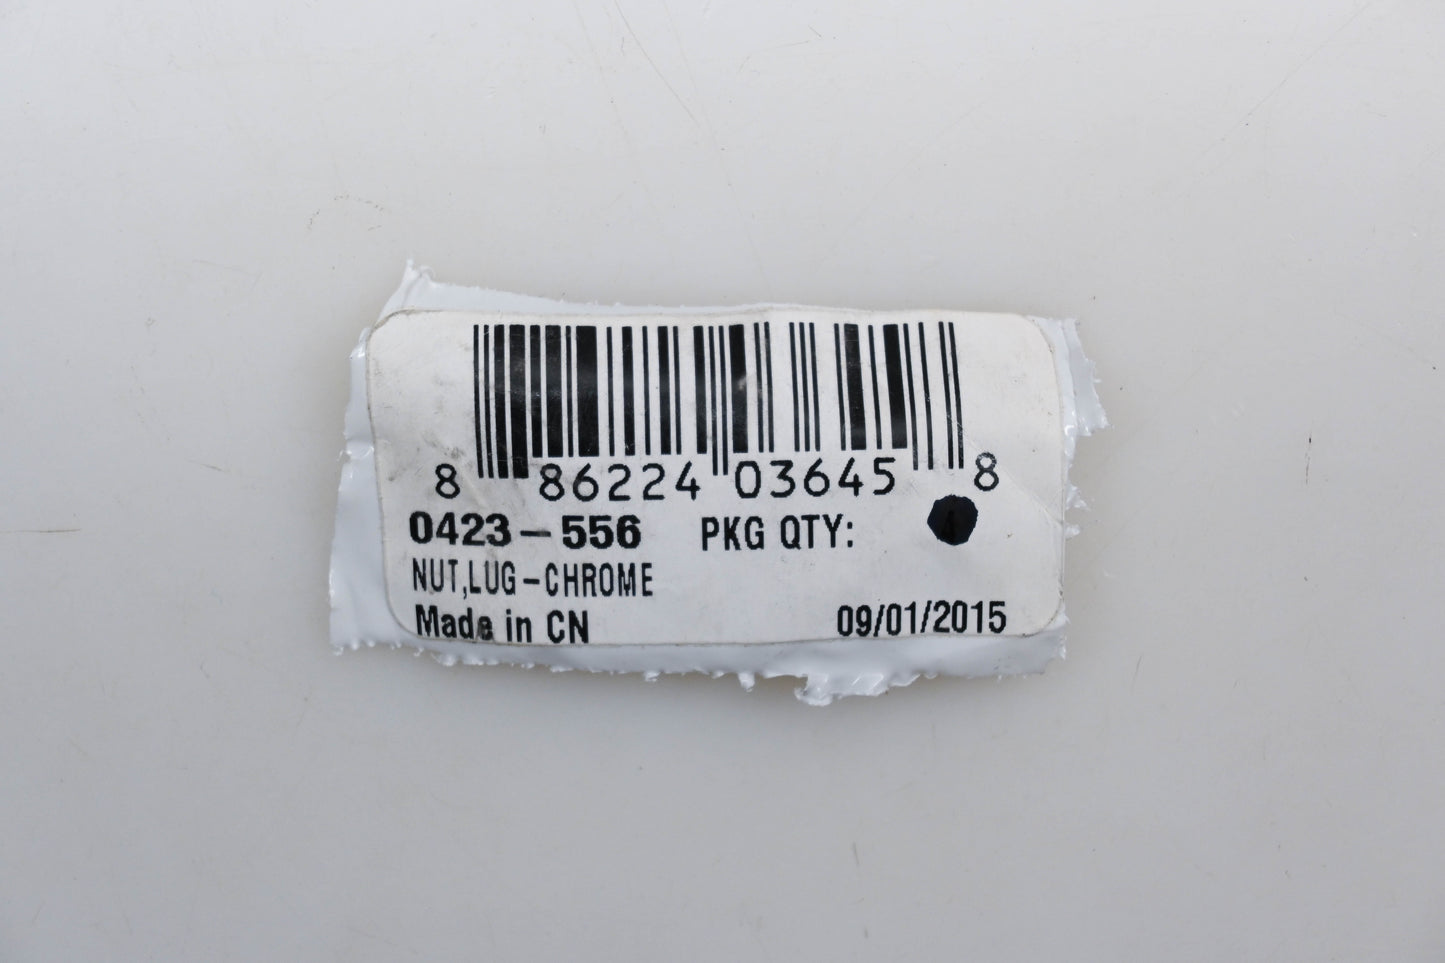 8 86224 03645 8
0423-556 PKG QTY:
NUT,LUG-CHROME
Made in CN 09/01/2015